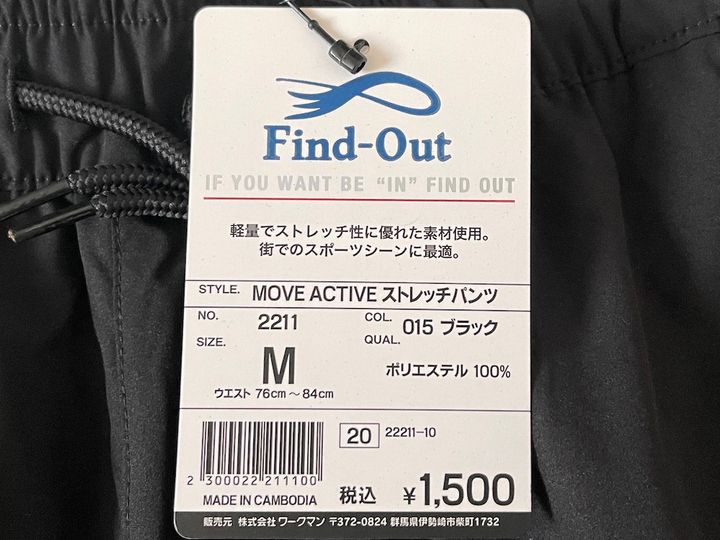 Find-Out
IF YOU WANT BE “IN” FIND OUT
軽量でストレッチ性に優れた素材使用。
街でのスポーツシーンに最適。
STYLE. MOVE ACTIVE ストレッチパンツ
NO. 2211 COL. 015 ブラック
SIZE. M QUAL. ポリエステル 100%
ウエスト 76cm～84cm
20 22211-10
2 300022 211100
MADE IN CAMBODIA 税込 ¥1,500
販売元 株式会社 ワークマン 〒372-0824 群馬県伊勢崎市柴町1732